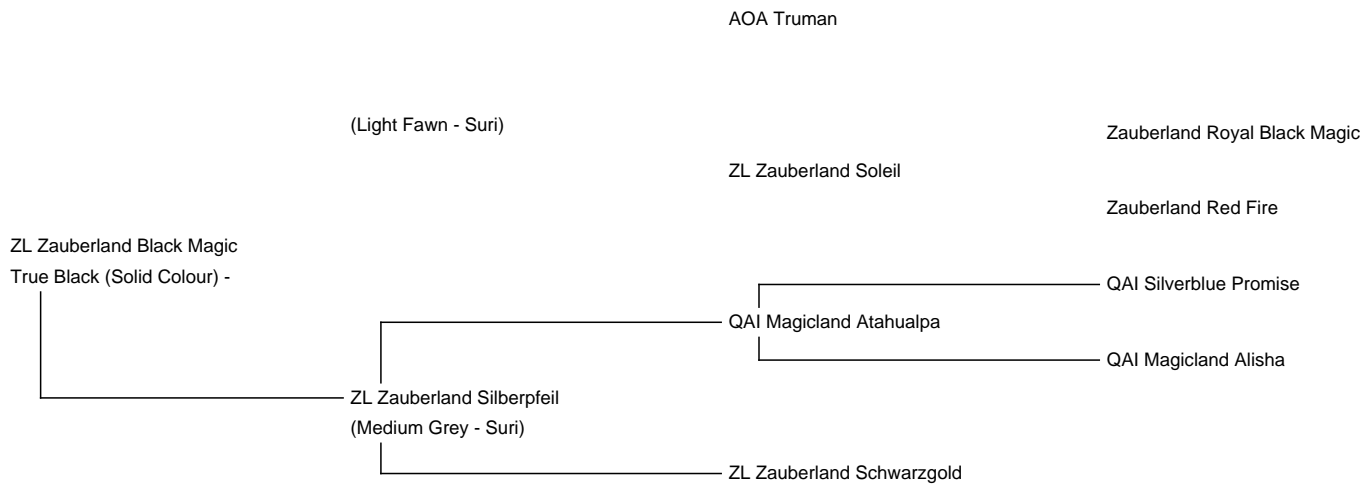 AOA Truman
(Light Fawn - Suri)
Zauberland Royal Black Magic
ZL Zauberland Soleil
Zauberland Red Fire
ZL Zauberland Black Magic
True Black (Solid Colour) -
QAI Silverblue Promise
QAI Magicland Atahualpa
QAI Magicland Alisha
ZL Zauberland Silberpfeil
(Medium Grey - Suri)
ZL Zauberland Schwarzgold